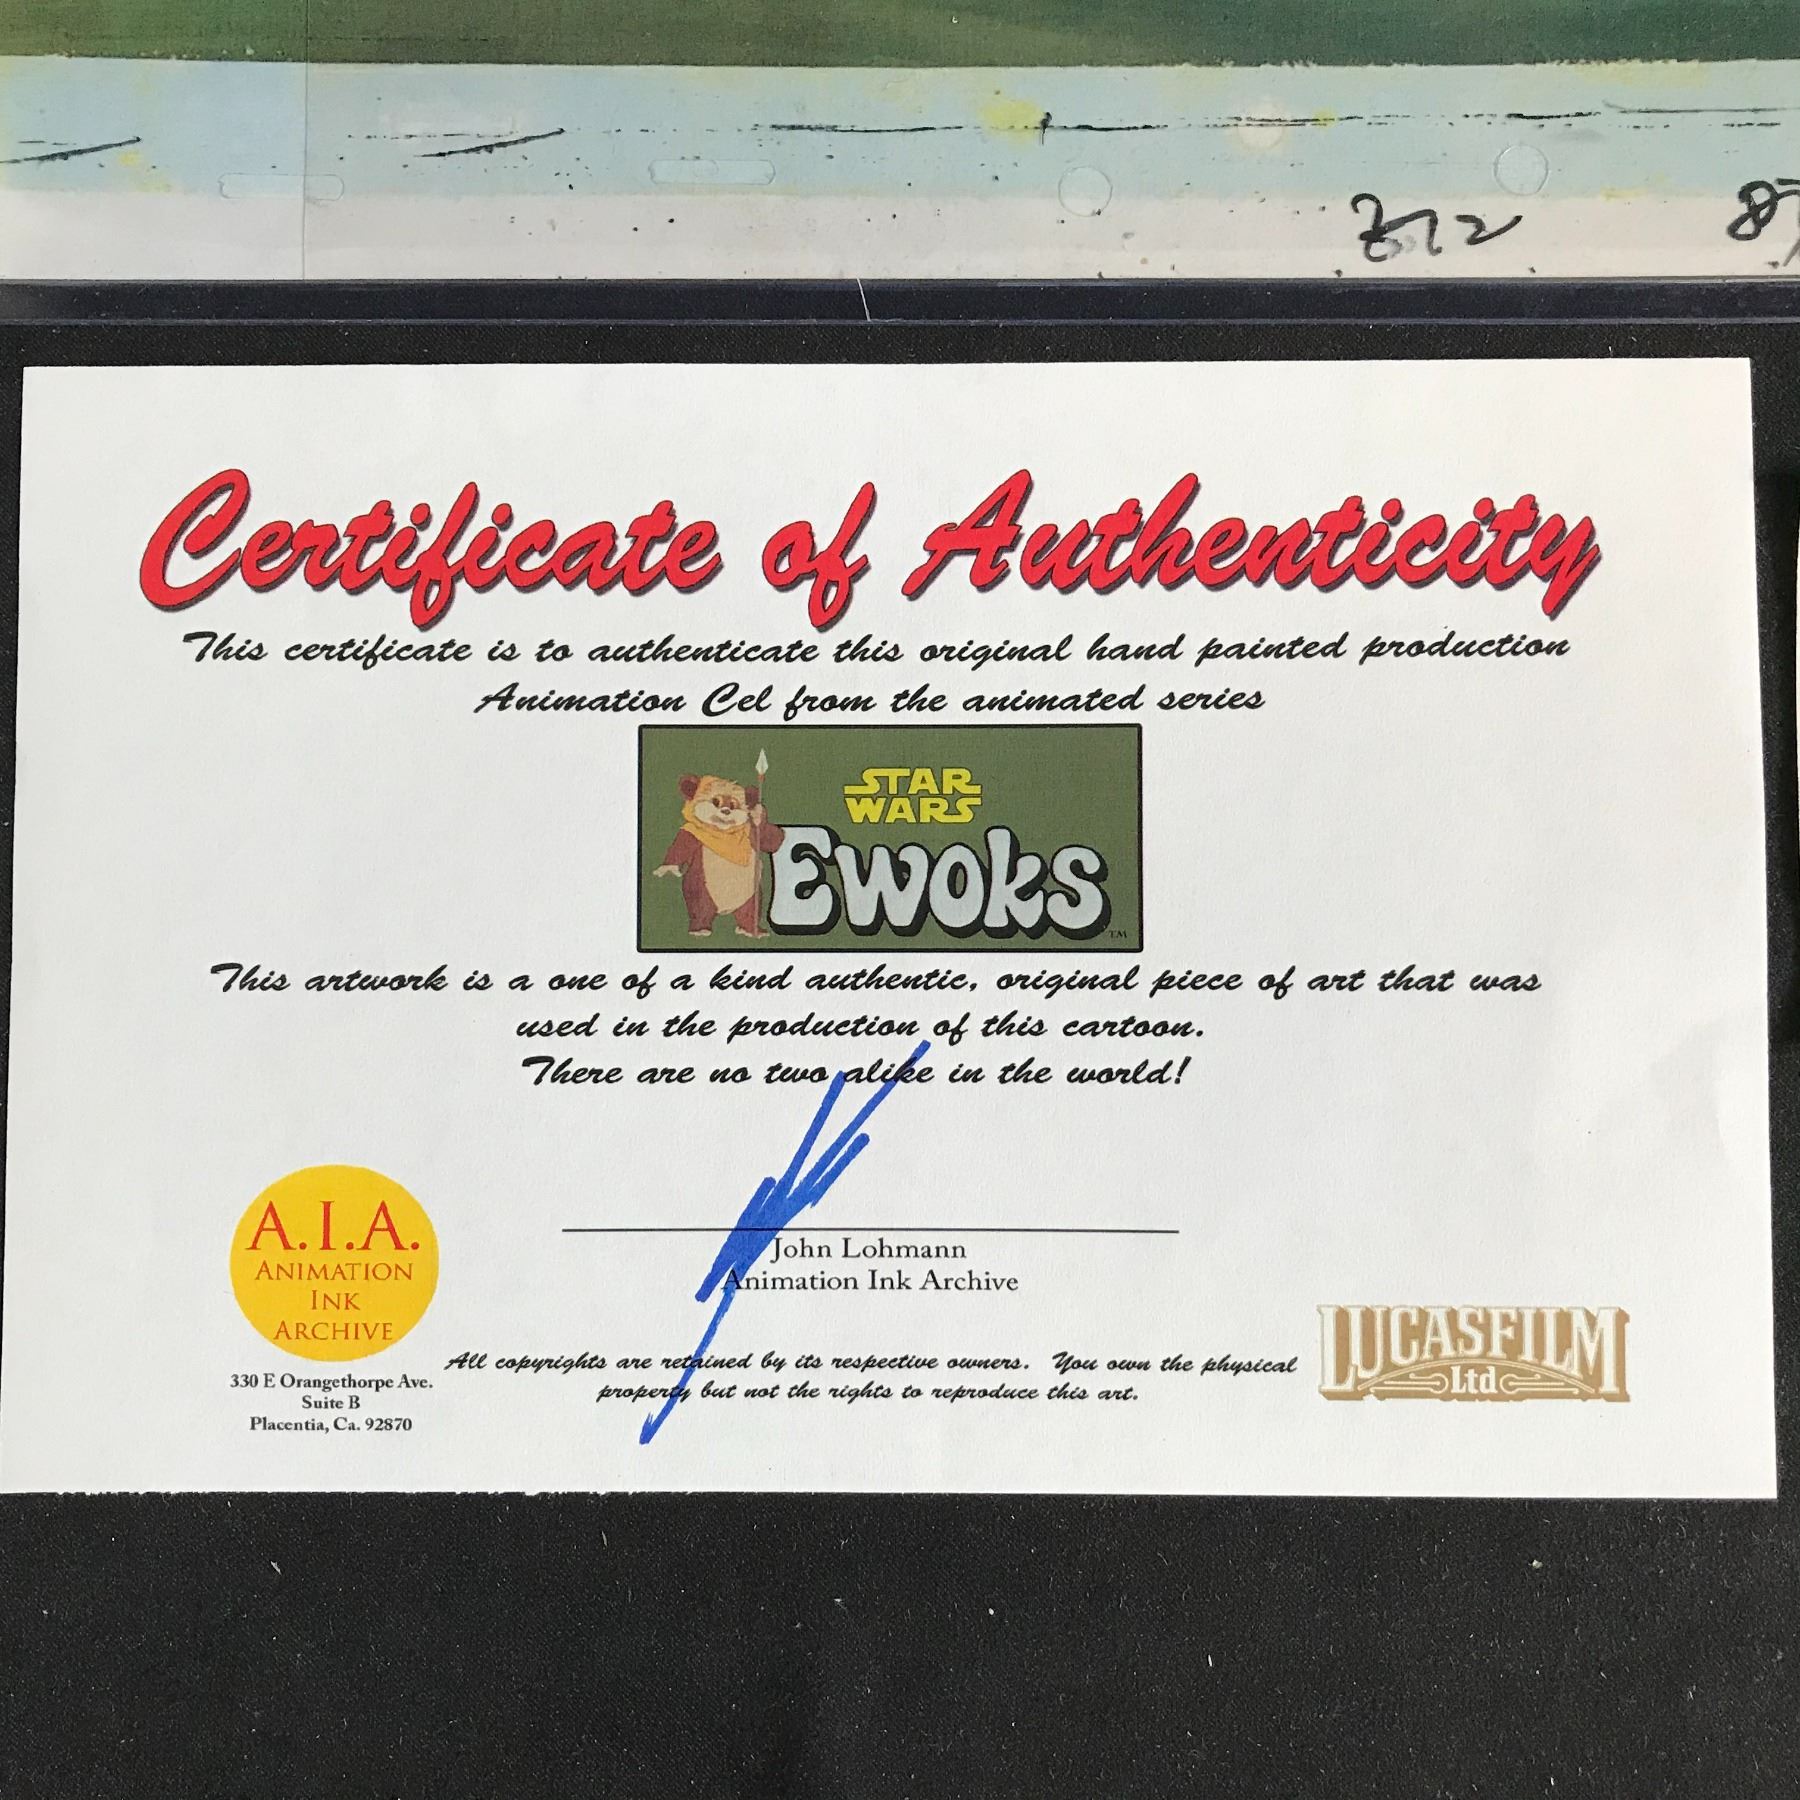 Certificate of Authenticity
This certificate is to authenticate this original hand painted production
Animation Cel from the animated series
STAR
WARS
EWOKS
TM
This artwork is a one of a kind authentic, original piece of art that was
used in the production of this cartoon.
There are no two alike in the world!
A.I.A.
ANIMATION
INK
ARCHIVE
330 E Orangethorpe Ave.
Suite B
Placentia, Ca. 92870
John Lohmann
Animation Ink Archive
All copyrights are retained by its respective owners. You own the physical
property but not the rights to reproduce this art.
LUCASFILM
Ltd